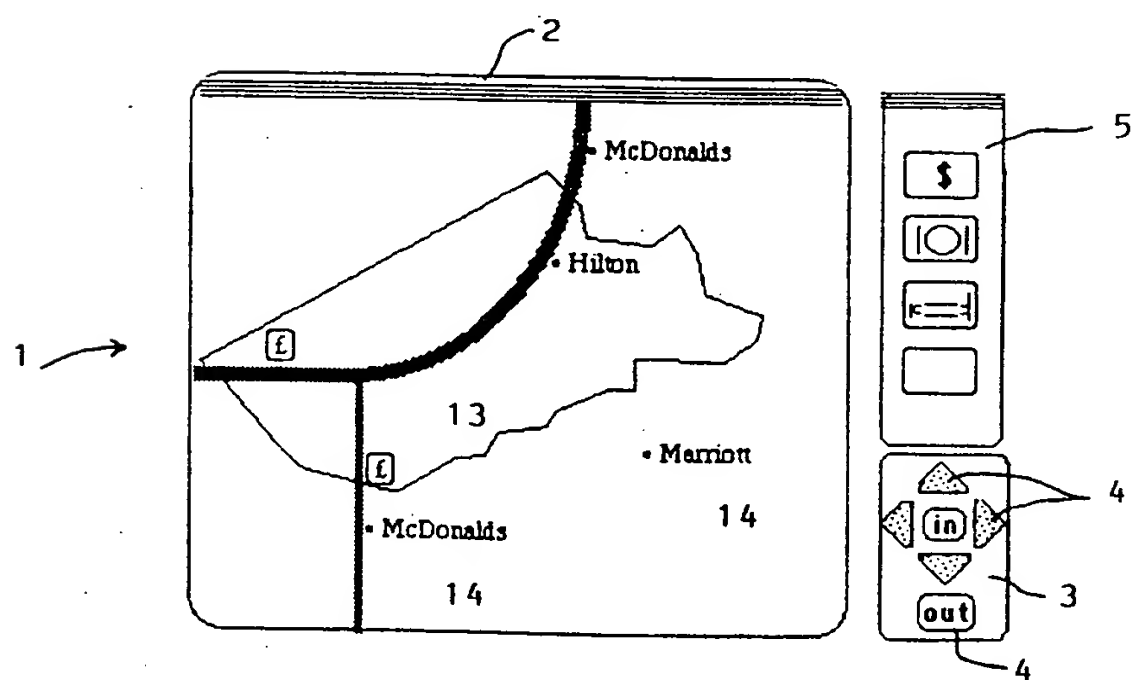 2
McDonalds
5
$
Hilton
1
£
13
£
Marriott
4
14
in
McDonalds
14
3
out
4